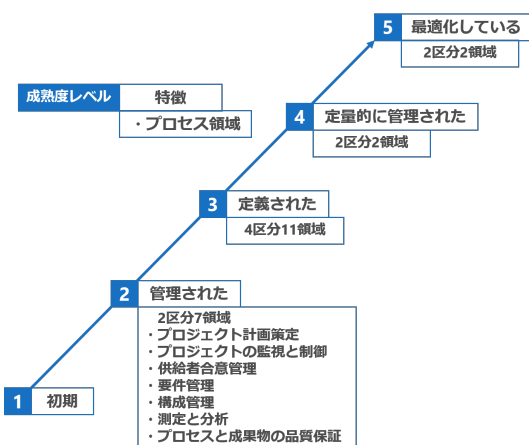 5 最適化している
2区分2領域
成熟度レベル 特徴
・プロセス領域
4 定量的に管理された
2区分2領域
3 定義された
4区分11領域
2 管理された
2区分7領域
・プロジェクト計画策定
・プロジェクトの監視と制御
・供給者合意管理
・要件管理
・構成管理
・測定と分析
・プロセスと成果物の品質保証
1 初期